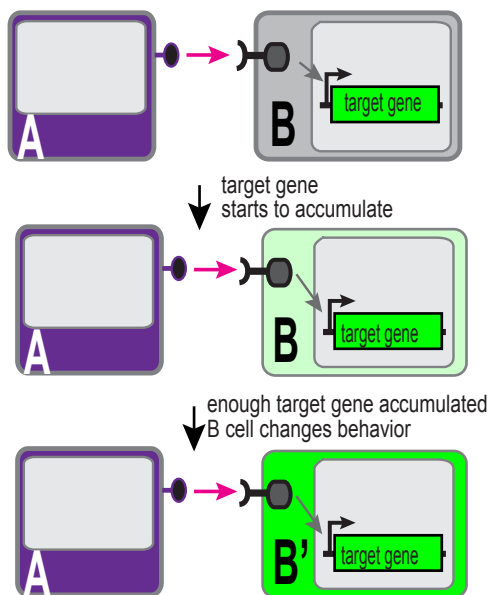 A
B
target gene
target gene
starts to accumulate
A
B
target gene
enough target gene accumulated
B cell changes behavior
A
B’
target gene